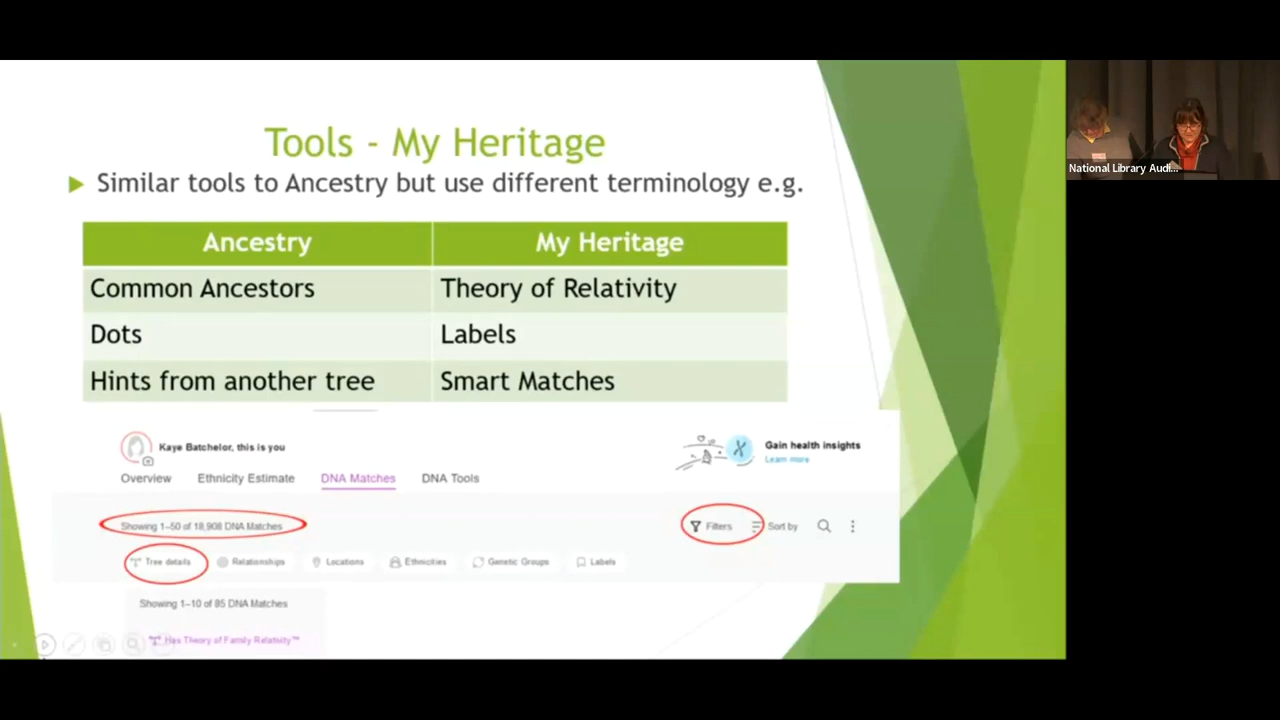 Tools - My Heritage
Similar tools to Ancestry but use different terminology e.g.
Ancestry My Heritage
Common Ancestors Theory of Relativity
Dots Labels
Hints from another tree Smart Matches
Kaye Batchelor, this is you
Gain health insights
Learn more
Overview Ethnicity Estimate DNA Matches DNA Tools
Showing 1-50 of 18,908 DNA Matches Filters Sort by
Tree details Relationships Locations Ethnicities Genetic Groups Labels
Showing 1-10 of 85 DNA Matches
Has Theory of Family Relativity™
National Library Audi...